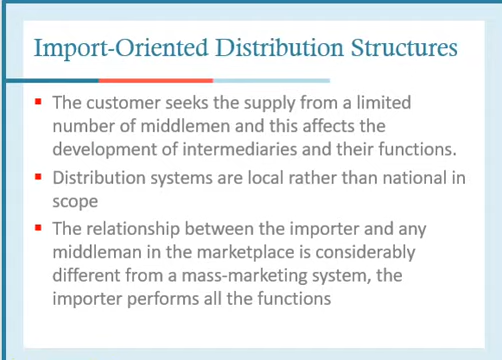 Import-Oriented Distribution Structures
▪ The customer seeks the supply from a limited
number of middlemen and this affects the
development of intermediaries and their functions.
▪ Distribution systems are local rather than national in
scope
▪ The relationship between the importer and any
middleman in the marketplace is considerably
different from a mass-marketing system, the
importer performs all the functions